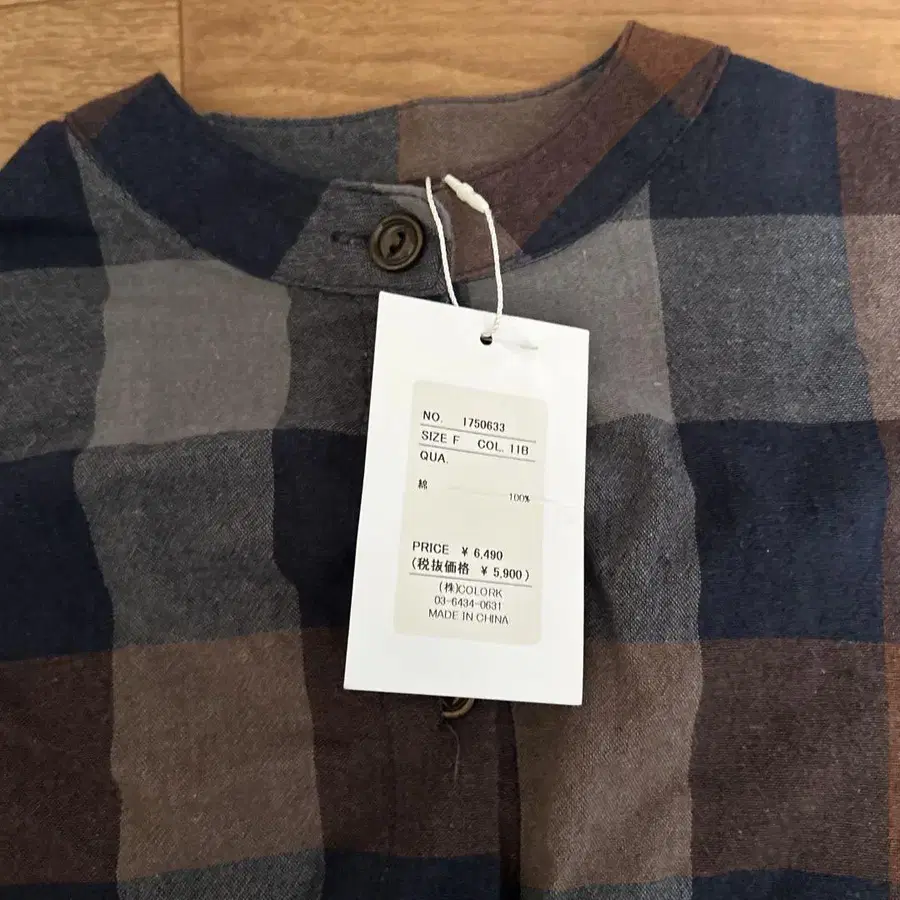 NO. 1750633
SIZE F COL. 11B
QUA.
綿 100%
PRICE ¥ 6,490
(税抜価格 ¥ 5,900)
(株)COLORK
03-6434-0631
MADE IN CHINA